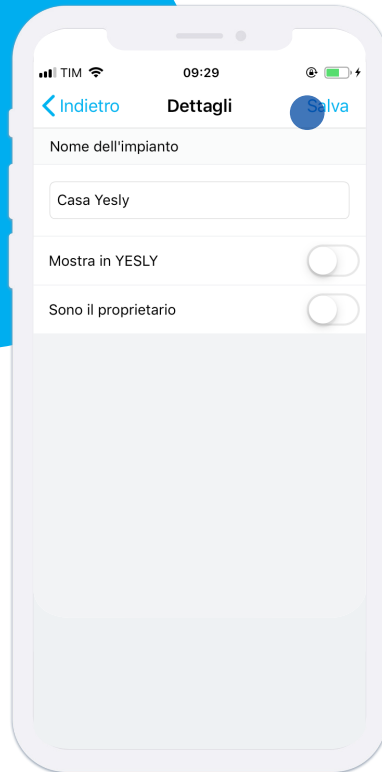 TIM 09:29
Indietro Dettagli Salva
Nome dell'impianto
Casa Yesly
Mostra in YESLY
Sono il proprietario